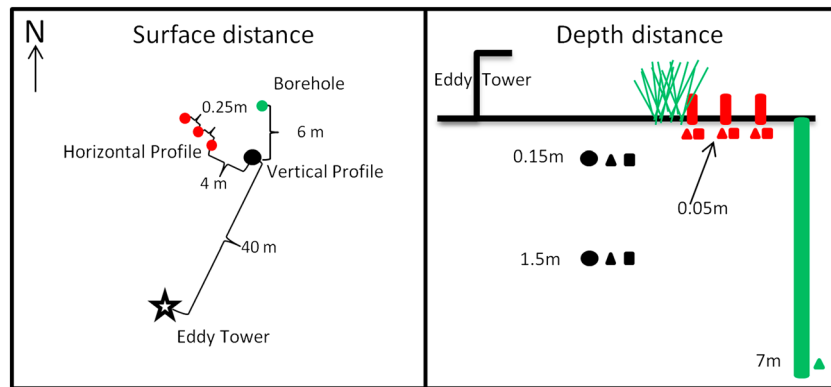 N
Surface distance
Borehole
0.25m
6 m
Horizontal Profile
Vertical Profile
4 m
40 m
Eddy Tower
Depth distance
Eddy Tower
0.15m
0.05m
1.5m
7m